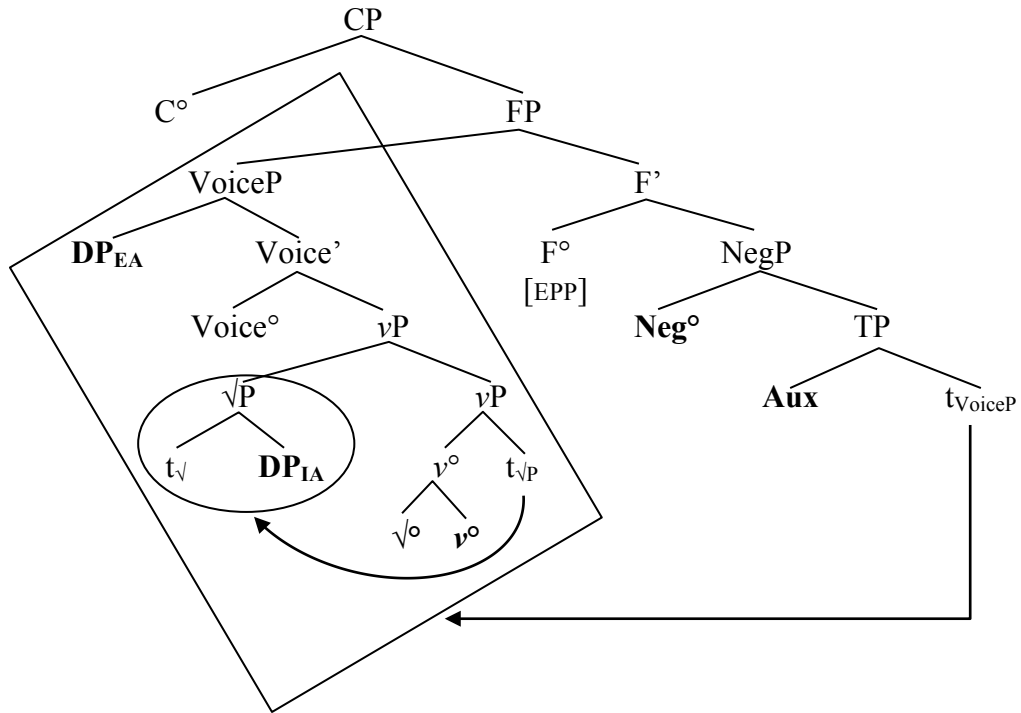 CP
C° FP
VoiceP F’
DP_EA Voice’ F° NegP
[EPP]
Voice° vP Neg° TP
√P vP Aux t_VoiceP
t_√ DP_IA v° t_√P
√° v°